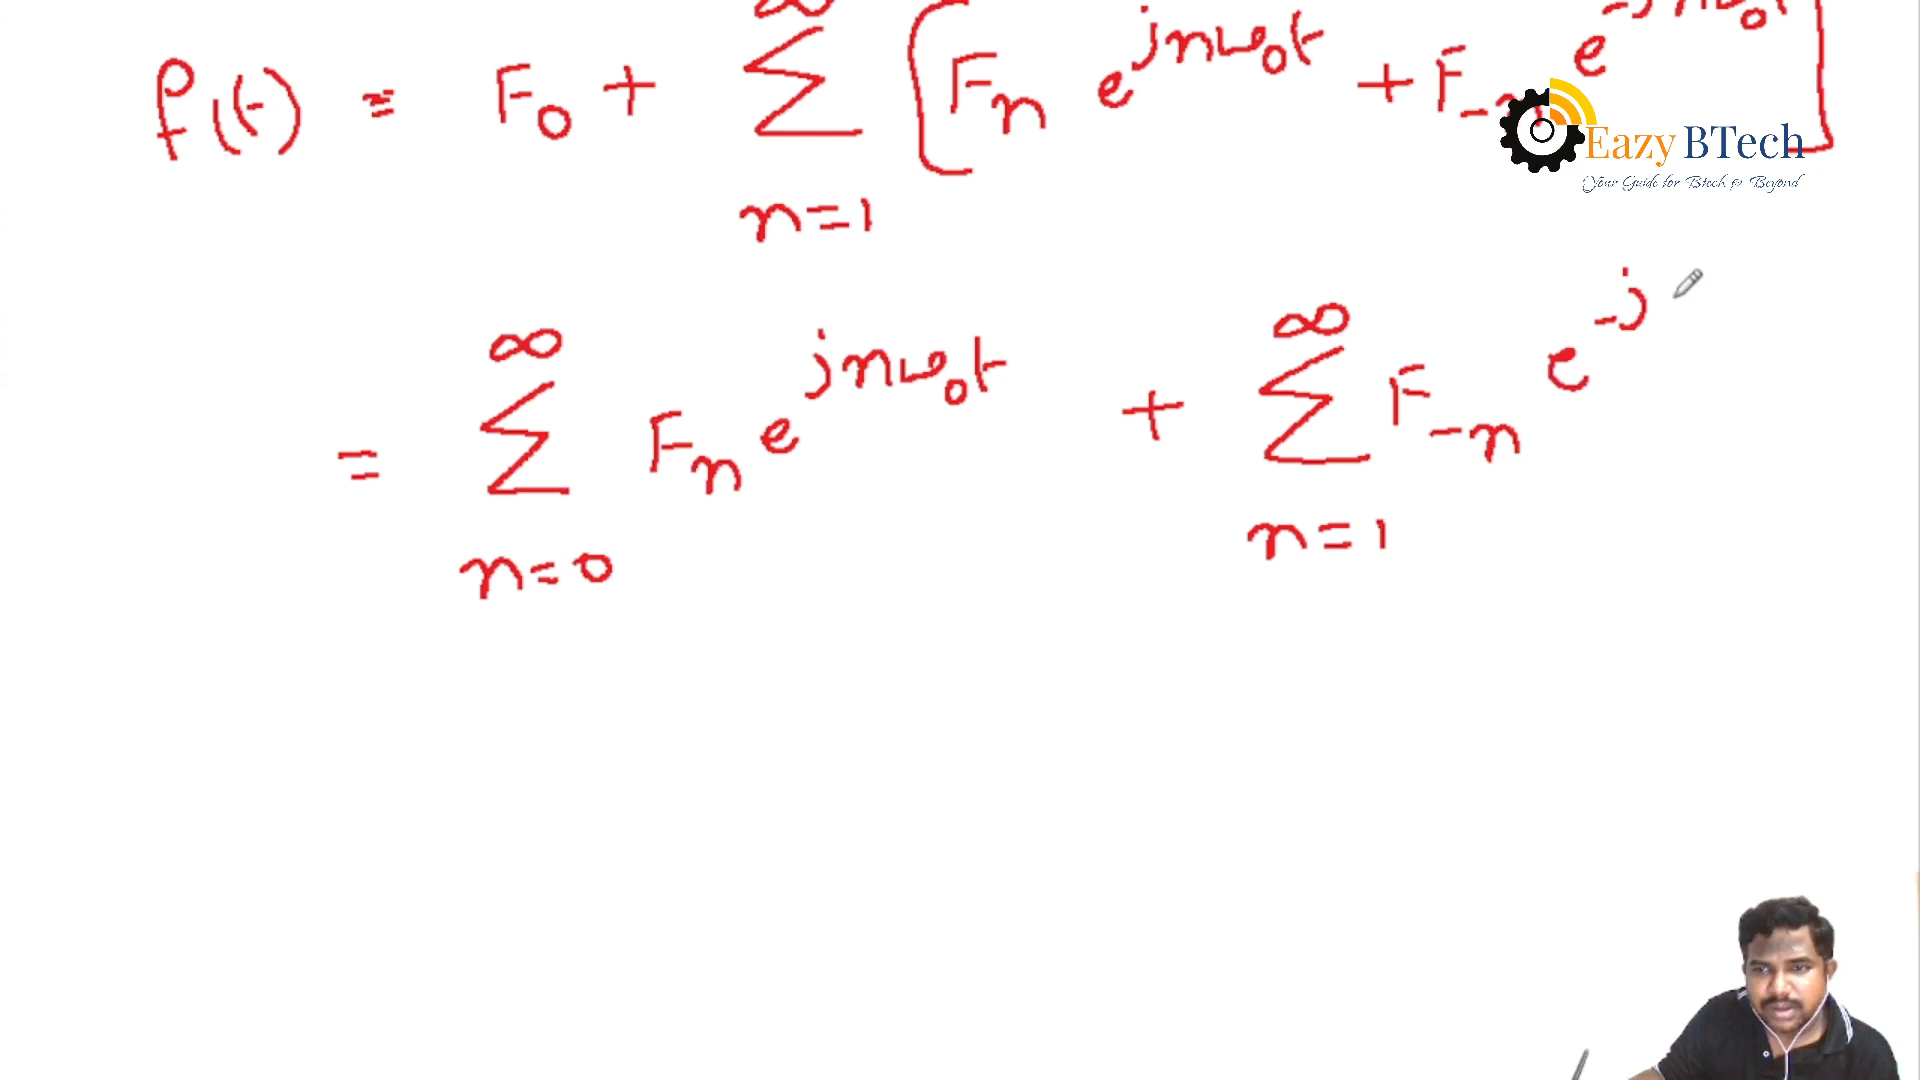 ∞
f(t) = F₀ + Σ [Fₙ e^{jnω₀t} + F₋ₙ e^{-jnω₀t}]
n=1
Eazy BTech
Your Guide for Btech & Beyond
= Σ Fₙ e^{jnω₀t} + Σ F₋ₙ e^{-j
∞ ∞
n=0 n=1